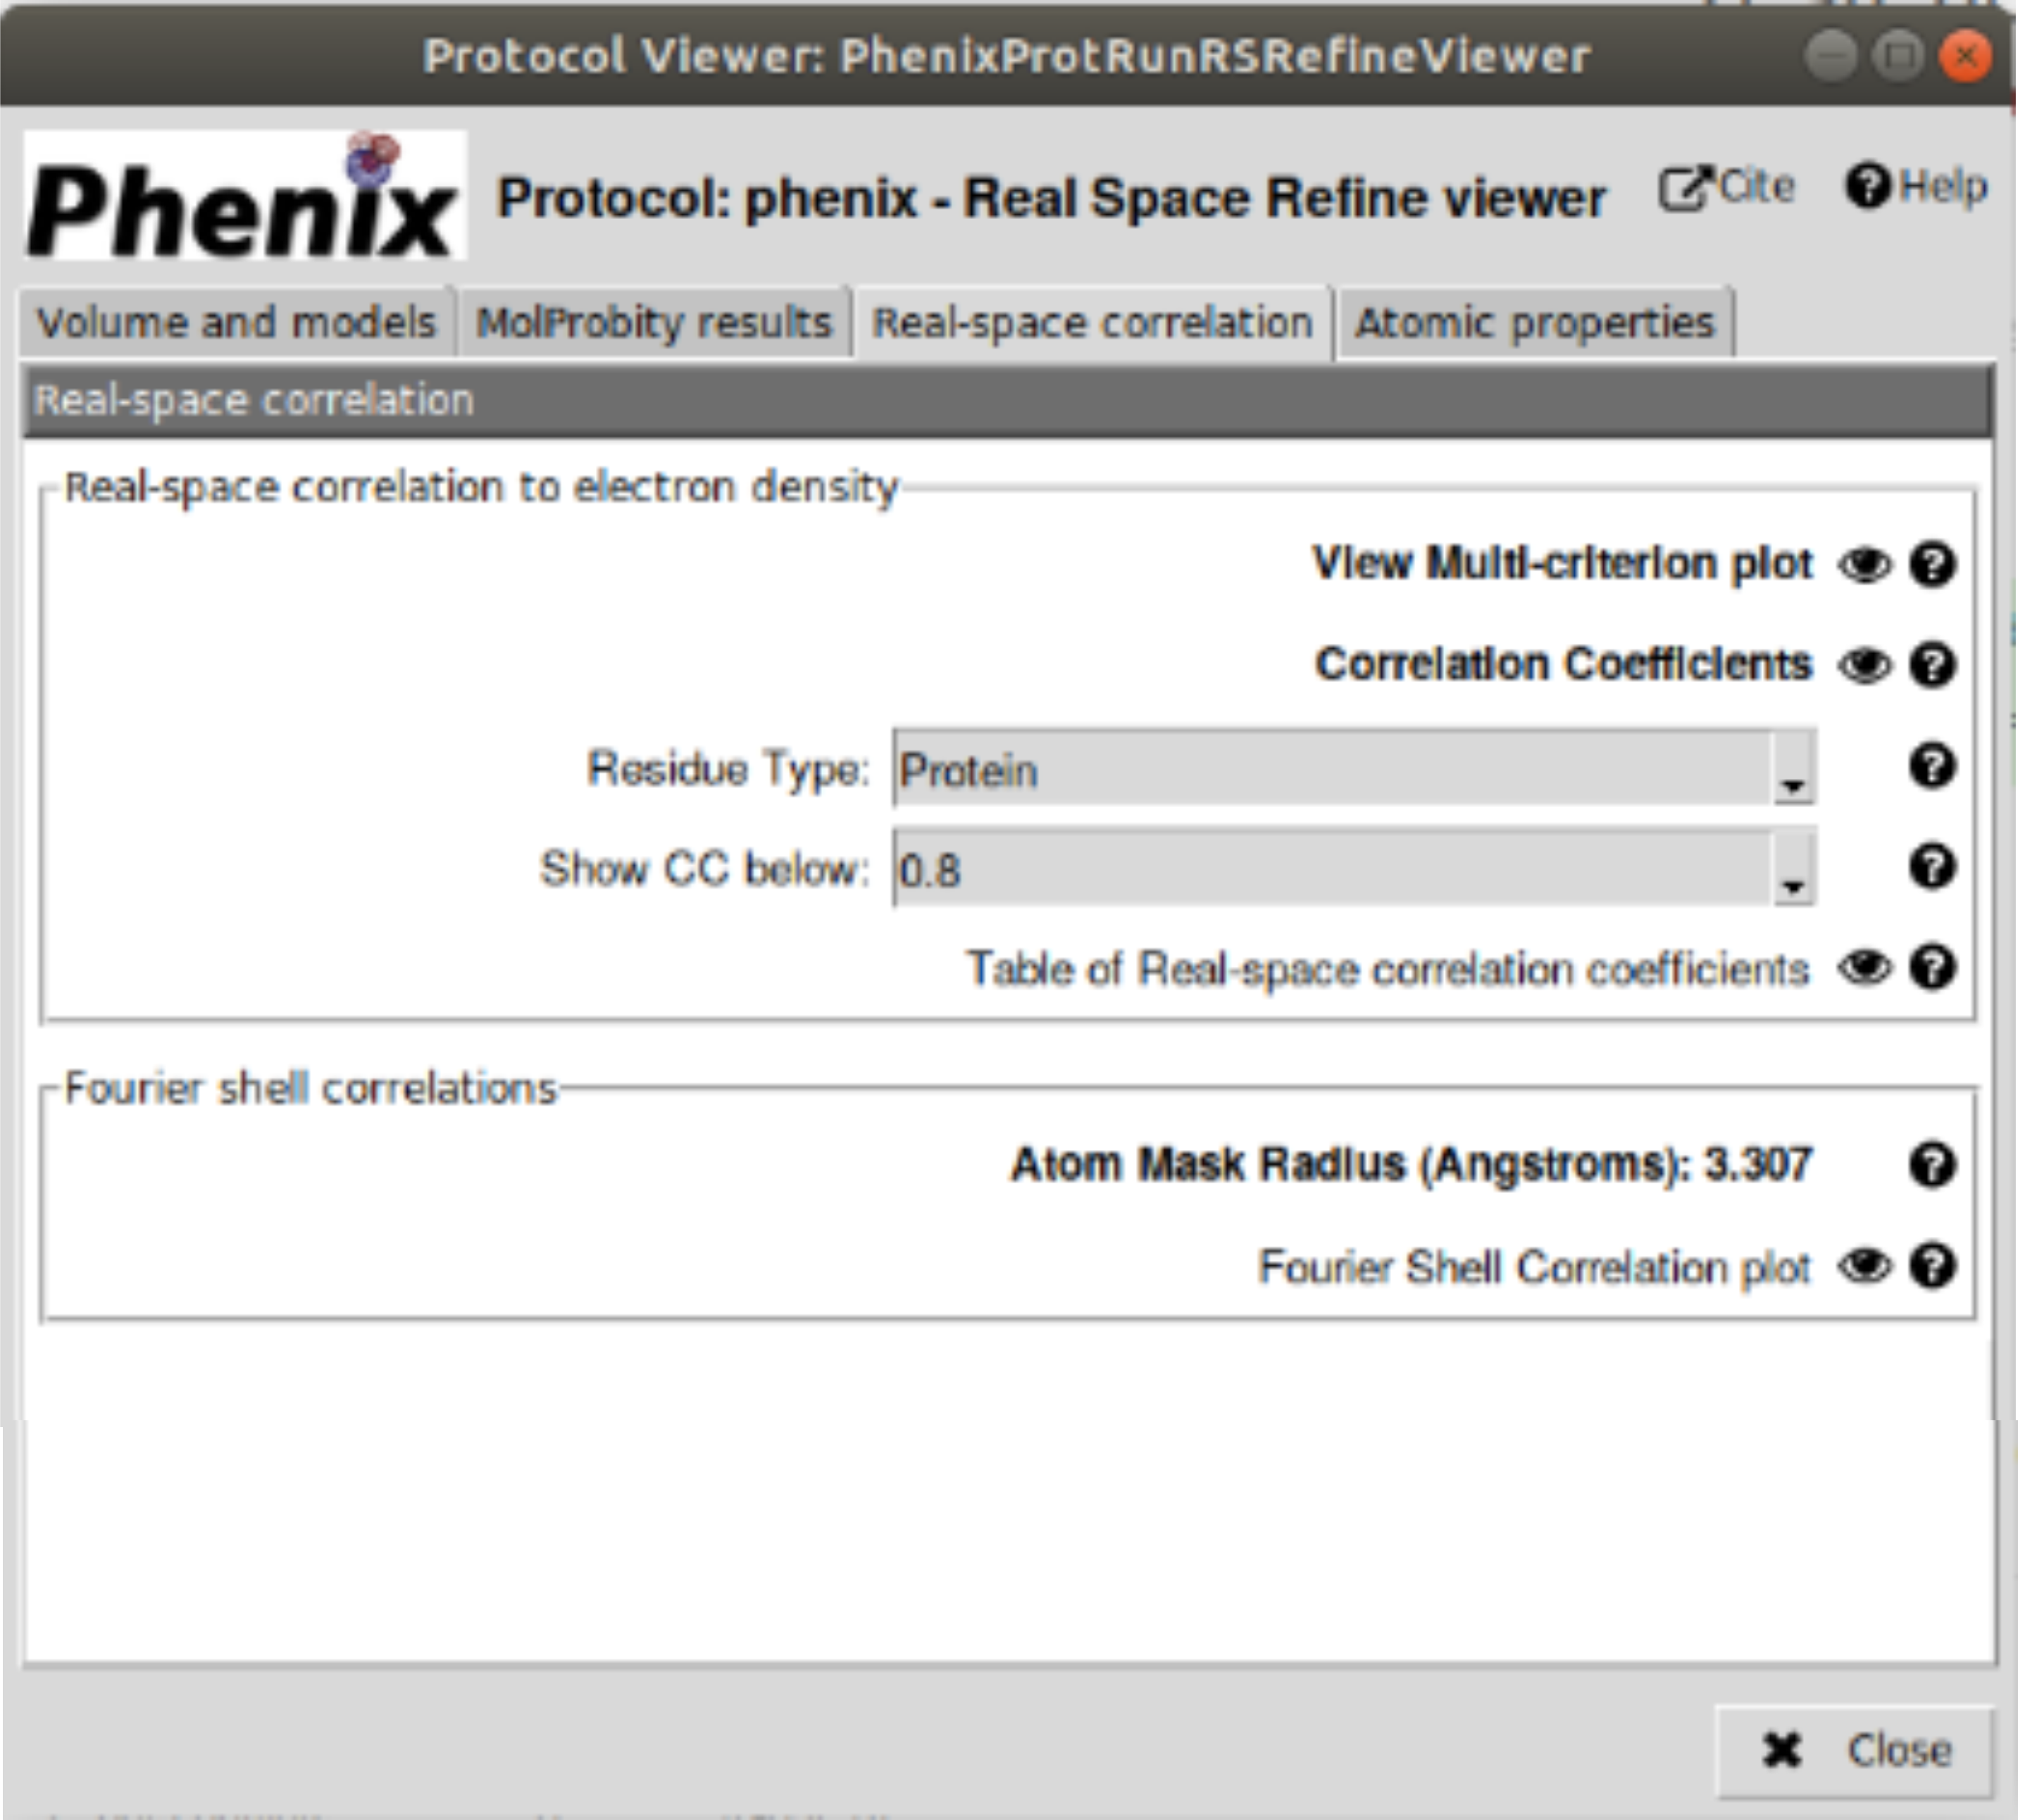 Protocol Viewer: PhenixProtRunRSRefineViewer
Phenix Protocol: phenix - Real Space Refine viewer Cite Help
Volume and models MolProbity results Real-space correlation Atomic properties
Real-space correlation
Real-space correlation to electron density
View Multi-criterion plot
Correlation Coefficients
Residue Type: Protein
Show CC below: 0.8
Table of Real-space correlation coefficients
Fourier shell correlations
Atom Mask Radius (Angstroms): 3.307
Fourier Shell Correlation plot
Close